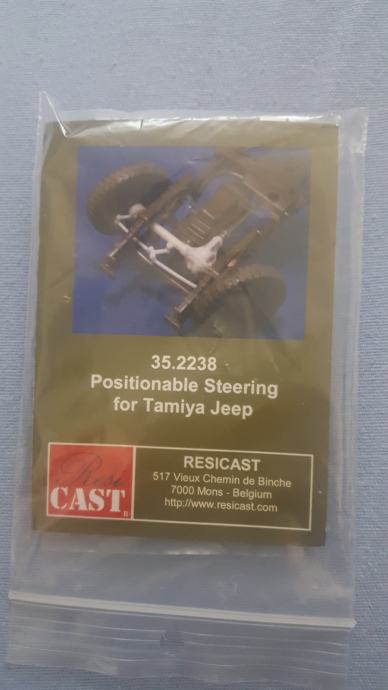 35.2238
Positionable Steering
for Tamiya Jeep
Resi
CAST
RESICAST
517 Vieux Chemin de Binche
7000 Mons - Belgium
http://www.resicast.com